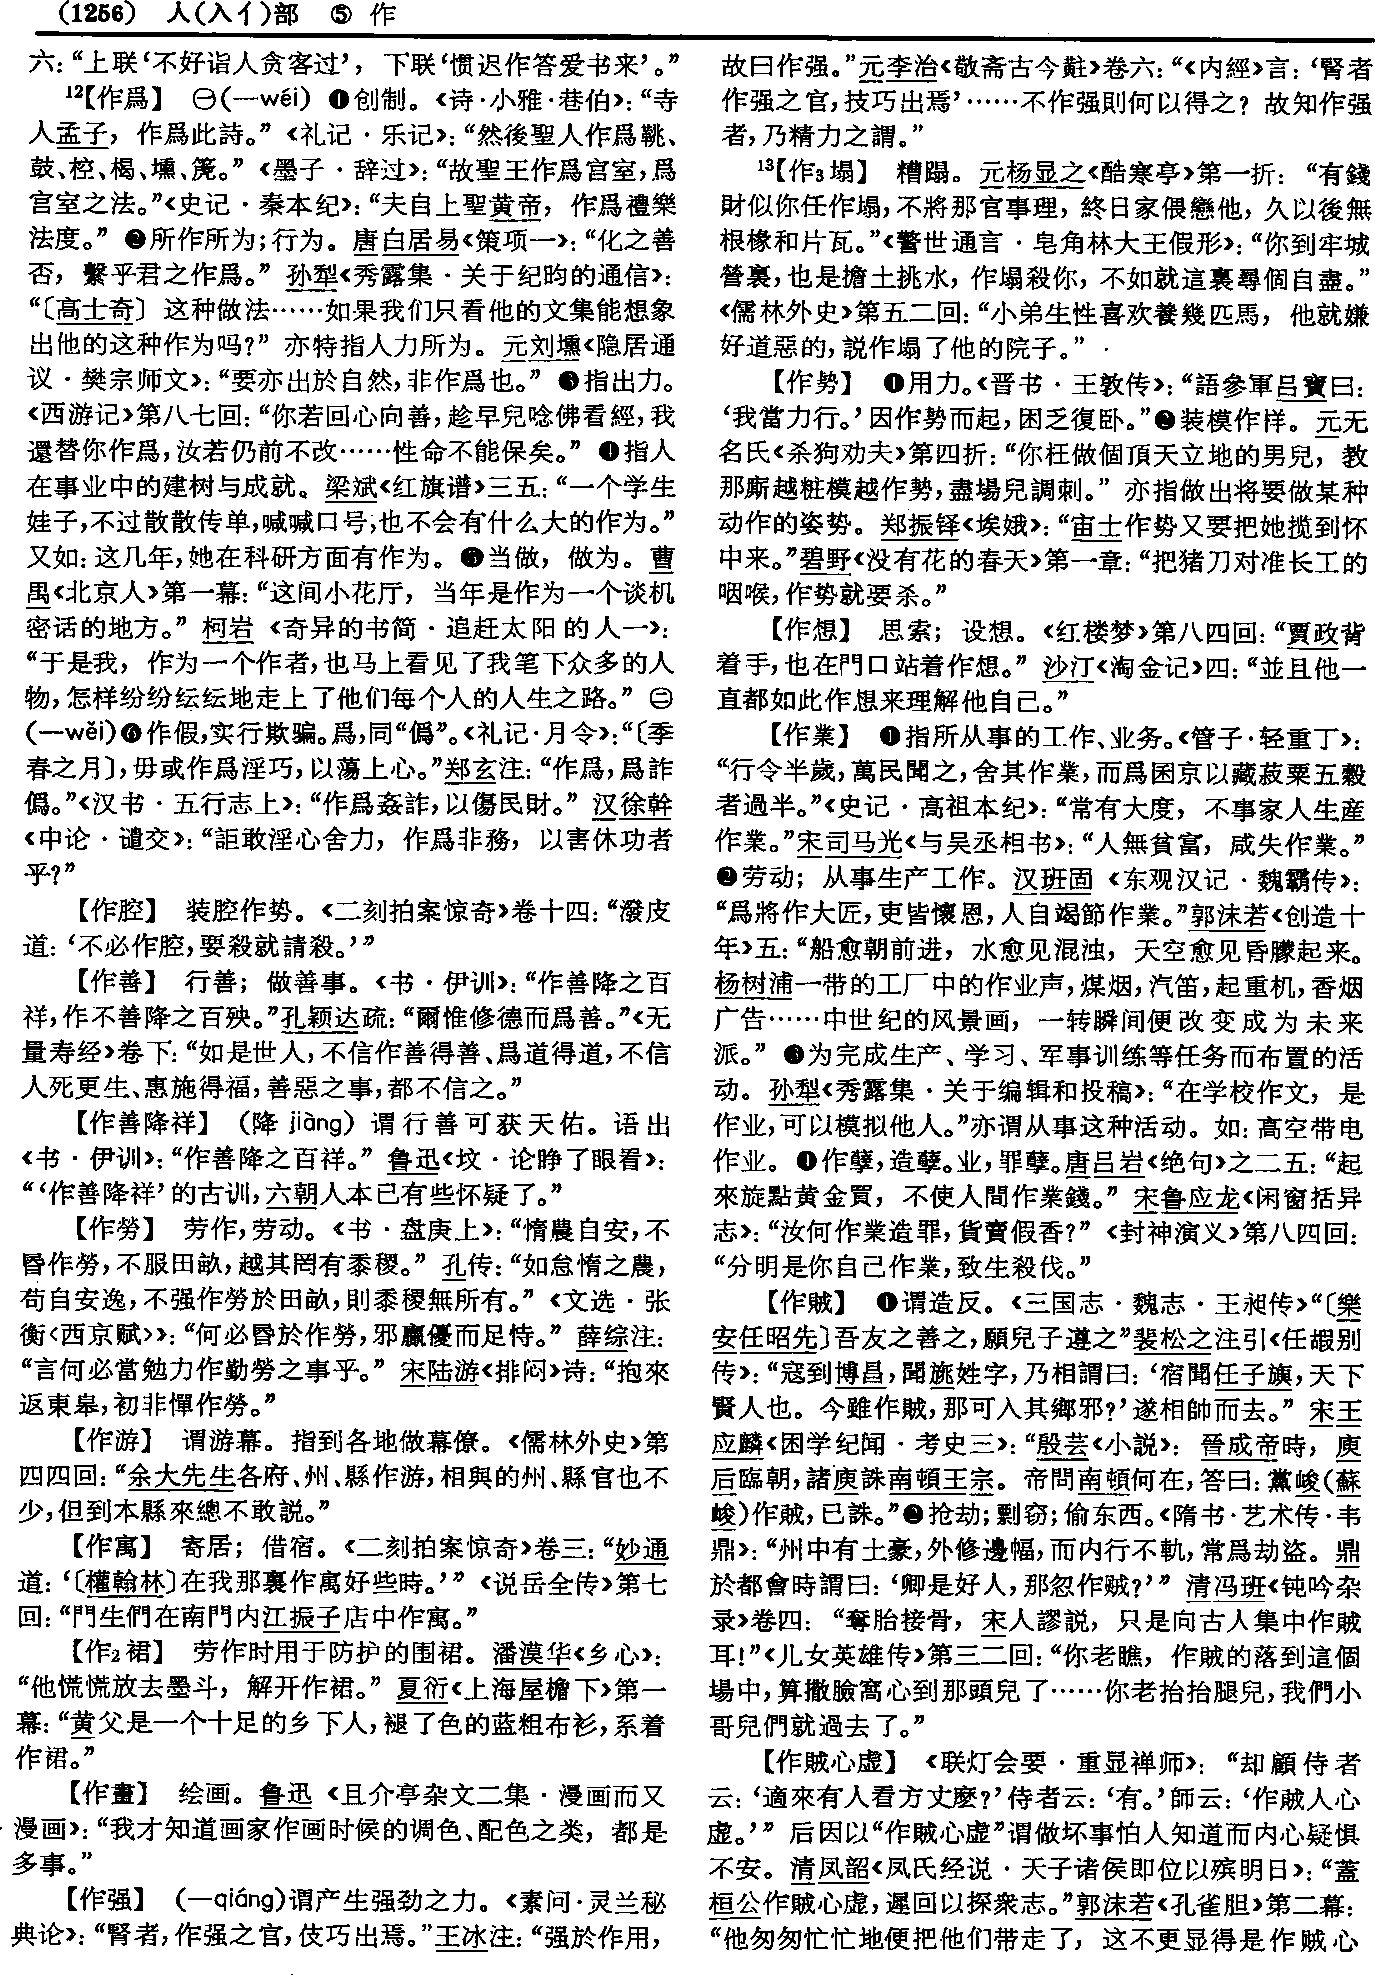 (1256) 人(入亻)部 ⑤ 作
六：“上联‘不好诣人贪客过’，下联‘惯迟作答爱书来’。”
12【作爲】 ㊀(一wéi) ❶创制。《诗·小雅·巷伯》：“寺
人孟子，作爲此詩。”《礼记·乐记》：“然後聖人作爲鞉、
鼓、椌、楬、壎、箎。”《墨子·辞过》：“故聖王作爲宫室，爲
宫室之法。”《史记·秦本纪》：“夫自上聖黄帝，作爲禮樂
法度。” ❷所作所为；行为。唐白居易《策项一》：“化之善
否，繫乎君之作爲。” 孙犁《秀露集·关于纪昀的通信》：
“〔高士奇〕这种做法……如果我们只看他的文集能想象
出他的这种作为吗？” 亦特指人力所为。元刘壎《隐居通
议·樊宗师文》：“要亦出於自然，非作爲也。” ❸指出力。
《西游记》第八七回：“你若回心向善，趁早兒唸佛看經，我
還替你作爲，汝若仍前不改……性命不能保矣。” ❹指人
在事业中的建树与成就。梁斌《红旗谱》三五：“一个学生
娃子，不过散散传单，喊喊口号，也不会有什么大的作为。”
又如：这几年，她在科研方面有作为。 ❺当做，做为。曹
禺《北京人》第一幕：“这间小花厅，当年是作为一个谈机
密话的地方。” 柯岩《奇异的书简·追赶太阳的人一》：
“于是我，作为一个作者，也马上看见了我笔下众多的人
物，怎样纷纷纭纭地走上了他们每个人的人生之路。” ㊁
(一wěi)❻作假，实行欺骗。爲，同“僞”。《礼记·月令》：“〔季
春之月〕，毋或作爲淫巧，以蕩上心。”郑玄注：“作爲，爲詐
僞。”《汉书·五行志上》：“作爲姦詐，以傷民財。” 汉徐幹
《中论·谴交》：“詎敢淫心舍力，作爲非務，以害休功者
乎？”
【作腔】 装腔作势。《二刻拍案惊奇》卷十四：“潑皮
道：‘不必作腔，要殺就請殺。’”
【作善】 行善；做善事。《书·伊训》：“作善降之百
祥，作不善降之百殃。”孔颖达疏：“爾惟修德而爲善。”《无
量寿经》卷下：“如是世人，不信作善得善、爲道得道，不信
人死更生、惠施得福，善惡之事，都不信之。”
【作善降祥】 (降 jiàng) 谓行善可获天佑。语出
《书·伊训》：“作善降之百祥。” 鲁迅《坟·论睁了眼看》：
“‘作善降祥’的古训，六朝人本已有些怀疑了。”
【作勞】 劳作，劳动。《书·盘庚上》：“惰農自安，不
昏作勞，不服田畝，越其罔有黍稷。” 孔传：“如怠惰之農，
苟自安逸，不强作勞於田畝，則黍稷無所有。”《文选·张
衡〈西京赋〉》：“何必昏於作勞，邪贏優而足恃。” 薛综注：
“言何必當勉力作勤勞之事乎。” 宋陆游《排闷》诗：“抱來
返東皋，初非憚作勞。”
【作游】 谓游幕。指到各地做幕僚。《儒林外史》第
四四回：“余大先生各府、州、縣作游，相與的州、縣官也不
少，但到本縣來總不敢説。”
【作寓】 寄居；借宿。《二刻拍案惊奇》卷三：“妙通
道：‘〔權翰林〕在我那裏作寓好些時。’”《说岳全传》第七
回：“門生們在南門内江振子店中作寓。”
【作2裙】 劳作时用于防护的围裙。潘漠华《乡心》：
“他慌慌放去墨斗，解开作裙。” 夏衍《上海屋檐下》第一
幕：“黄父是一个十足的乡下人，褪了色的蓝粗布衫，系着
作裙。”
【作畫】 绘画。鲁迅《且介亭杂文二集·漫画而又
漫画》：“我才知道画家作画时候的调色、配色之类，都是
多事。”
【作强】 (一qiáng)谓产生强劲之力。《素问·灵兰秘
典论》：“腎者，作强之官，伎巧出焉。”王冰注：“强於作用，
故曰作强。”元李治《敬斋古今黈》卷六：“《内經》言：‘腎者
作强之官，技巧出焉’……不作强則何以得之？故知作强
者，乃精力之謂。”
13【作3塌】 糟蹋。元杨显之《酷寒亭》第一折：“有錢
財似你任作塌，不將那官事理，終日家偎戀他，久以後無
根椽和片瓦。”《警世通言·皂角林大王假形》：“你到牢城
營裏，也是擔土挑水，作塌殺你，不如就這裏尋個自盡。”
《儒林外史》第五二回：“小弟生性喜欢養幾匹馬，他就嫌
好道惡的，説作塌了他的院子。”
【作勢】 ❶用力。《晋书·王敦传》：“語參軍吕寶曰：
‘我當力行。’因作勢而起，困乏復卧。”❷装模作样。元无
名氏《杀狗劝夫》第四折：“你枉做個頂天立地的男兒，教
那厮越粧模越作勢，盡場兒調刺。” 亦指做出将要做某种
动作的姿势。郑振铎《埃娥》：“宙士作势又要把她揽到怀
中来。”碧野《没有花的春天》第一章：“把猪刀对准长工的
咽喉，作势就要杀。”
【作想】 思索；设想。《红楼梦》第八四回：“賈政背
着手，也在門口站着作想。” 沙汀《淘金记》四：“並且他一
直都如此作想来理解他自己。”
【作業】 ❶指所从事的工作、业务。《管子·轻重丁》：
“行令半歲，萬民聞之，舍其作業，而爲囷京以藏菽粟五穀
者過半。”《史记·高祖本纪》：“常有大度，不事家人生産
作業。”宋司马光《与吴丞相书》：“人無貧富，咸失作業。”
❷劳动；从事生产工作。汉班固《东观汉记·魏霸传》：
“爲將作大匠，吏皆懷恩，人自竭節作業。”郭沫若《创造十
年》五：“船愈朝前进，水愈见混浊，天空愈见昏朦起来。
杨树浦一带的工厂中的作业声，煤烟，汽笛，起重机，香烟
广告……中世纪的风景画，一转瞬间便改变成为未来
派。” ❸为完成生产、学习、军事训练等任务而布置的活
动。孙犁《秀露集·关于编辑和投稿》：“在学校作文，是
作业，可以模拟他人。”亦谓从事这种活动。如：高空带电
作业。❹作孽，造孽。业，罪孽。唐吕岩《绝句》之二五：“起
來旋點黄金買，不使人間作業錢。” 宋鲁应龙《闲窗括异
志》：“汝何作業造罪，貨賣假香？”《封神演义》第八四回：
“分明是你自己作業，致生殺伐。”
【作賊】 ❶谓造反。《三国志·魏志·王昶传》“〔樂
安任昭先〕吾友之善之，願兒子遵之”裴松之注引《任嘏别
传》：“寇到博昌，聞旐姓字，乃相謂曰：‘宿聞任子旟，天下
賢人也。今雖作賊，那可入其鄉邪？’遂相帥而去。” 宋王
应麟《困学纪闻·考史三》：“殷芸《小説》：晉成帝時，庾
后臨朝，諸庾誅南頓王宗。帝問南頓何在，答曰：黨峻(蘇
峻)作賊，已誅。”❷抢劫；剽窃；偷东西。《隋书·艺术传·韦
鼎》：“州中有土豪，外修邊幅，而内行不軌，常爲劫盗。鼎
於都會時謂曰：‘卿是好人，那忽作贼？’” 清冯班《钝吟杂
录》卷四：“奪胎接骨，宋人謬説，只是向古人集中作賊
耳！”《儿女英雄传》第三二回：“你老瞧，作賊的落到這個
場中，算撒臉窩心到那頭兒了……你老抬抬腿兒，我們小
哥兒們就過去了。”
【作賊心虚】《联灯会要·重显禅师》：“却顧侍者
云：‘適來有人看方丈麽？’侍者云：‘有。’師云：‘作賊人心
虚。’” 后因以“作賊心虚”谓做坏事怕人知道而内心疑惧
不安。清凤韶《凤氏经说·天子诸侯即位以殡明日》：“蓋
桓公作賊心虚，遲回以探衆志。”郭沫若《孔雀胆》第二幕：
“他匆匆忙忙地便把他们带走了，这不更显得是作贼心